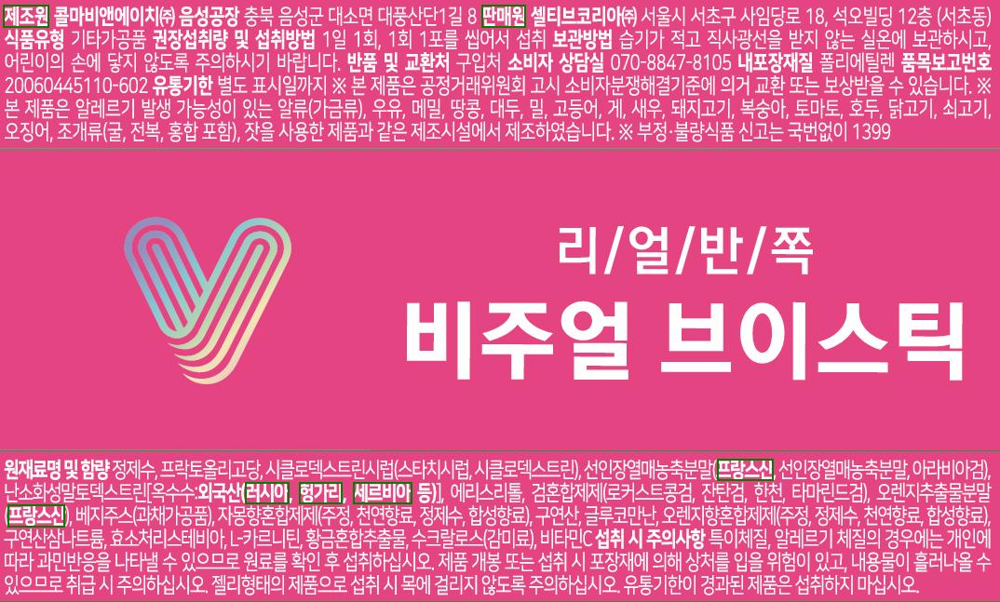 제조원 콜마비앤에이치㈜ 음성공장 충북 음성군 대소면 대풍산단1길 8 판매원 셀티브코리아㈜ 서울시 서초구 사임당로 18, 석오빌딩 12층 (서초동)
식품유형 기타가공품 권장섭취량 및 섭취방법 1일 1회, 1회 1포를 씹어서 섭취 보관방법 습기가 적고 직사광선을 받지 않는 실온에 보관하시고,
어린이의 손에 닿지 않도록 주의하시기 바랍니다. 반품 및 교환처 구입처 소비자 상담실 070-8847-8105 내포장재질 폴리에틸렌 품목보고번호
20060445110-602 유통기한 별도 표시일까지 ※ 본 제품은 공정거래위원회 고시 소비자분쟁해결기준에 의거 교환 또는 보상받을 수 있습니다. ※
본 제품은 알레르기 발생 가능성이 있는 알류(가금류), 우유, 메밀, 땅콩, 대두, 밀, 고등어, 게, 새우, 돼지고기, 복숭아, 토마토, 호두, 닭고기, 쇠고기,
오징어, 조개류(굴, 전복, 홍합 포함), 잣을 사용한 제품과 같은 제조시설에서 제조하였습니다. ※ 부정·불량식품 신고는 국번없이 1399
리/얼/반/쪽
비주얼 브이스틱
원재료명 및 함량 정제수, 프락토올리고당, 시클로덱스트린시럽(스타치시럽, 시클로덱스트린), 선인장열매농축분말(프랑스산, 선인장열매농축분말, 아라비아검),
난소화성말토덱스트린[옥수수:외국산(러시아, 헝가리, 세르비아 등)], 에리스리톨, 검혼합제제(로커스트콩검, 잔탄검, 한천, 타마린드검), 오렌지추출물분말
(프랑스산), 베지주스(과채가공품), 자몽향혼합제제(주정, 천연향료, 정제수, 합성향료), 구연산, 글루코만난, 오렌지향혼합제제(주정, 정제수, 천연향료, 합성향료),
구연산삼나트륨, 효소처리스테비아, L-카르니틴, 황금혼합추출물, 수크랄로스(감미료), 비타민C 섭취 시 주의사항 특이체질, 알레르기 체질의 경우에는 개인에
따라 과민반응을 나타낼 수 있으므로 원료를 확인 후 섭취하십시오. 제품 개봉 또는 섭취 시 포장재에 의해 상처를 입을 위험이 있고, 내용물이 흘러나올 수
있으므로 취급 시 주의하십시오. 젤리형태의 제품으로 섭취 시 목에 걸리지 않도록 주의하십시오. 유통기한이 경과된 제품은 섭취하지 마십시오.